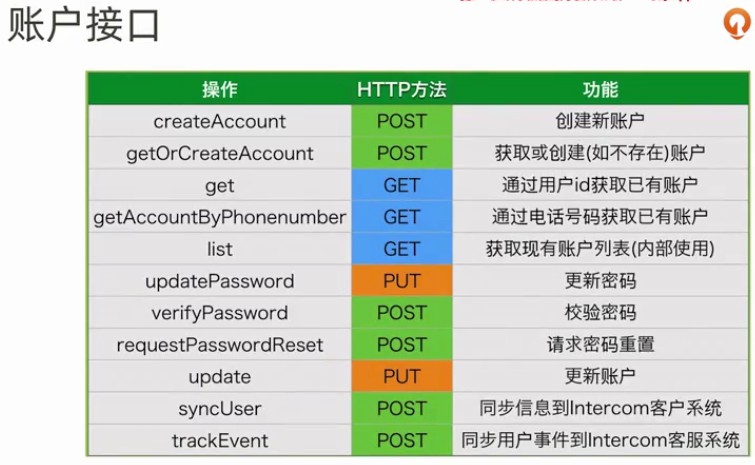 账户接口
操作 HTTP方法 功能
createAccount POST 创建新账户
getOrCreateAccount POST 获取或创建(如不存在)账户
get GET 通过用户id获取已有账户
getAccountByPhonenumber GET 通过电话号码获取已有账户
list GET 获取现有账户列表(内部使用)
updatePassword PUT 更新密码
verifyPassword POST 校验密码
requestPasswordReset POST 请求密码重置
update PUT 更新账户
syncUser POST 同步信息到Intercom客户系统
trackEvent POST 同步用户事件到Intercom客服系统